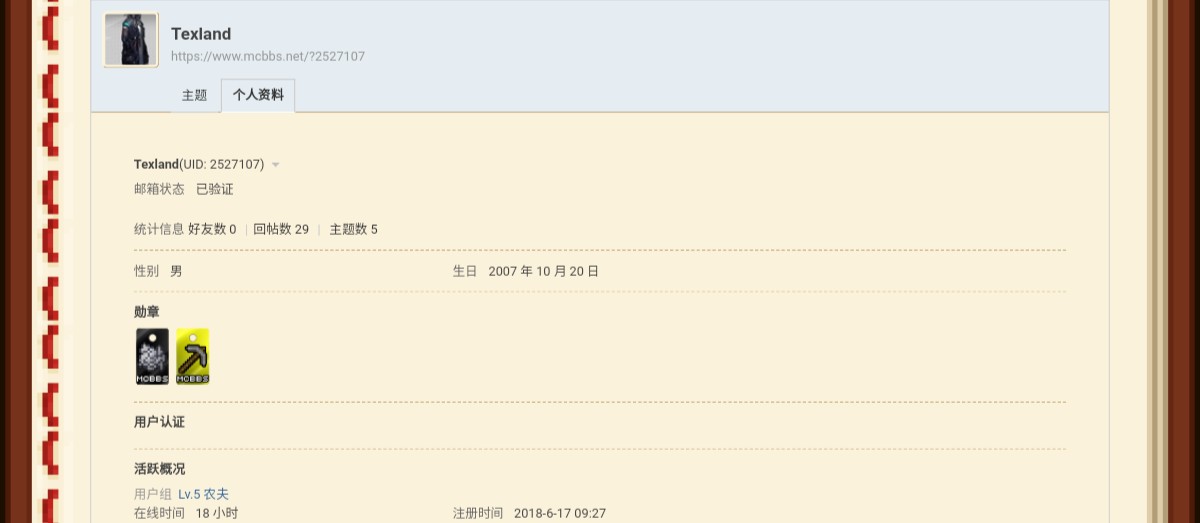 Texland
https://www.mcbbs.net/?2527107
主题 个人资料
Texland(UID: 2527107)
邮箱状态 已验证
统计信息 好友数 0 | 回帖数 29 | 主题数 5
性别 男 生日 2007 年 10 月 20 日
勋章
MCBBS MCBBS
用户认证
活跃概况
用户组 Lv.5 农夫
在线时间 18 小时 注册时间 2018-6-17 09:27